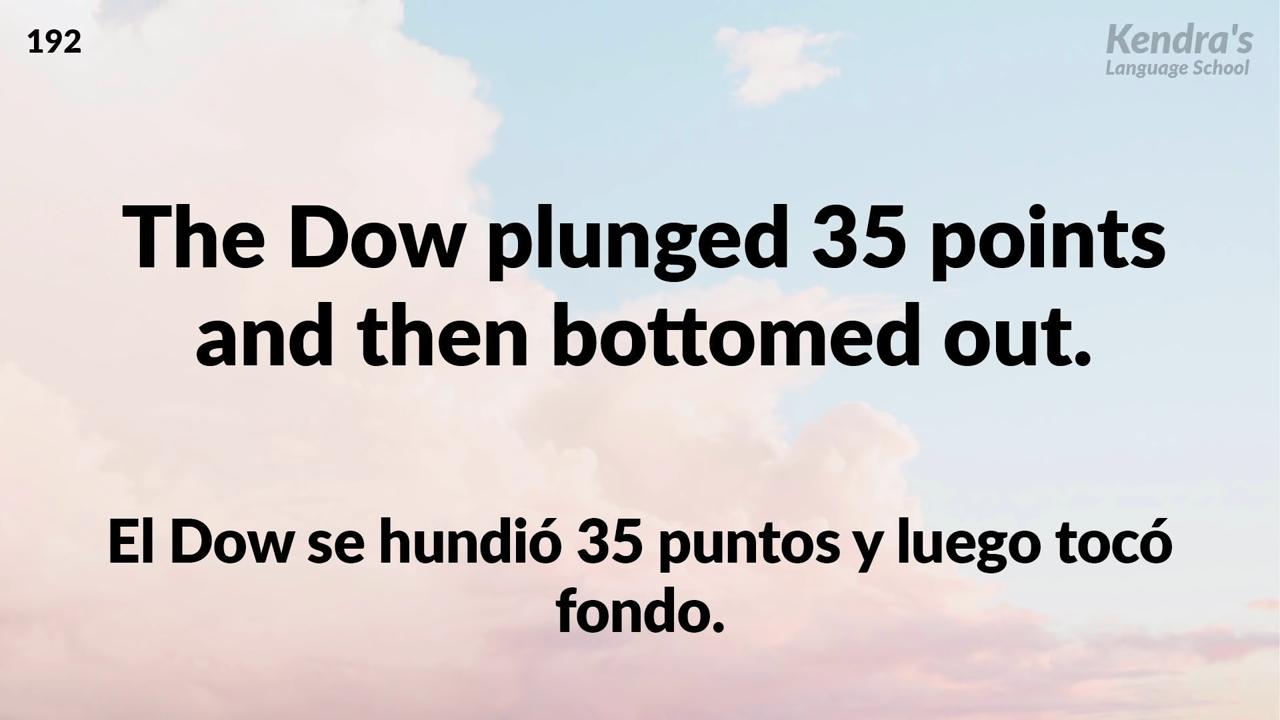 192
Kendra's
Language School
The Dow plunged 35 points
and then bottomed out.
El Dow se hundió 35 puntos y luego tocó
fondo.